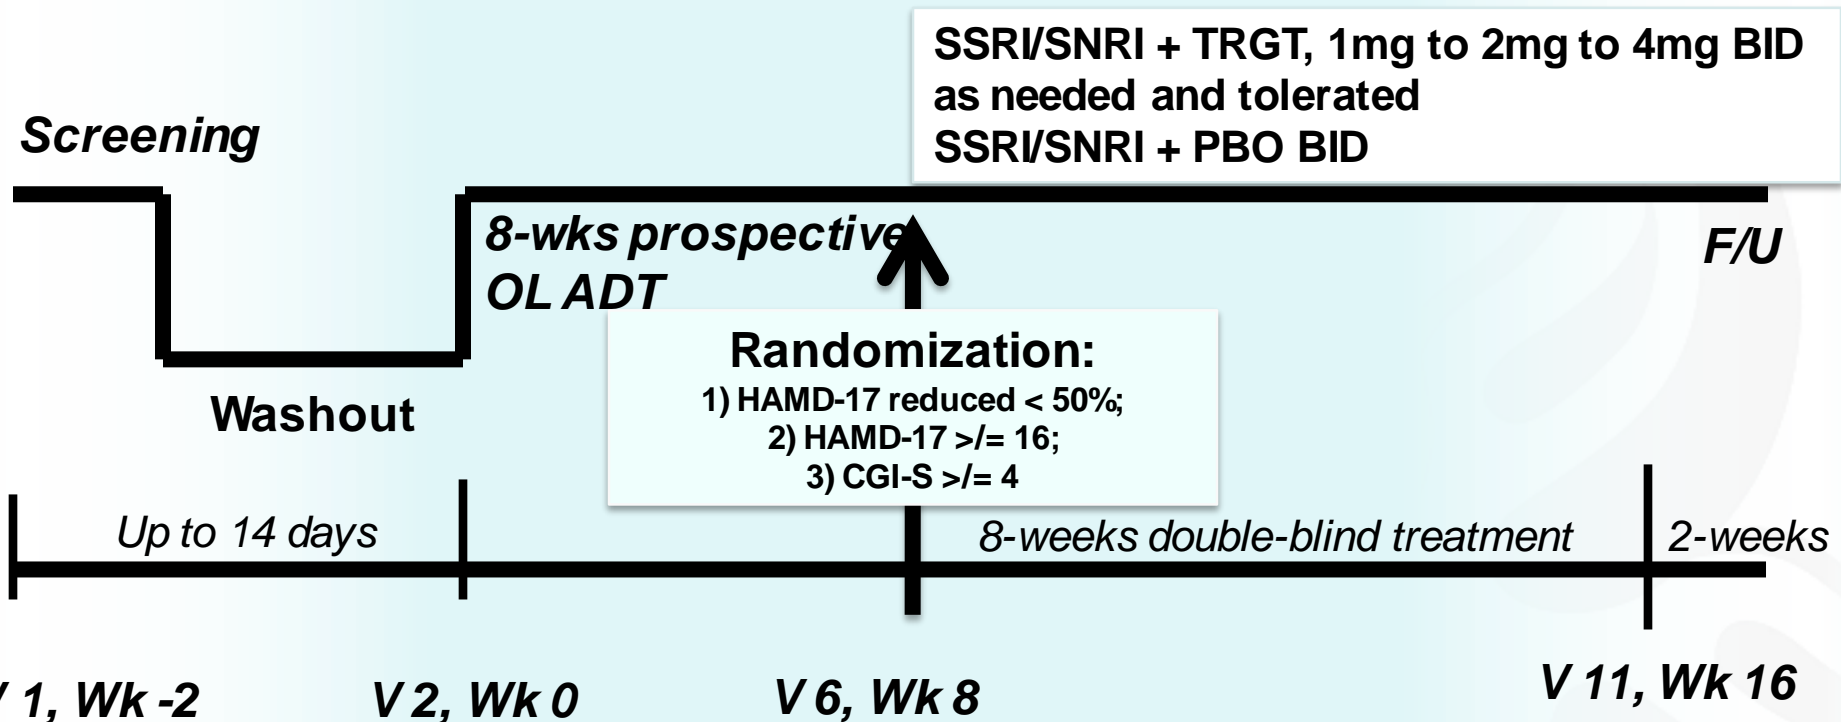 SSRI/SNRI + TRGT, 1mg to 2mg to 4mg BID
as needed and tolerated
SSRI/SNRI + PBO BID
Screening
8-wks prospective
OL ADT
F/U
Washout
Randomization:
1) HAMD-17 reduced < 50%;
2) HAMD-17 >/= 16;
3) CGI-S >/= 4
Up to 14 days
8-weeks double-blind treatment
2-weeks
V 1, Wk -2
V 2, Wk 0
V 6, Wk 8
V 11, Wk 16